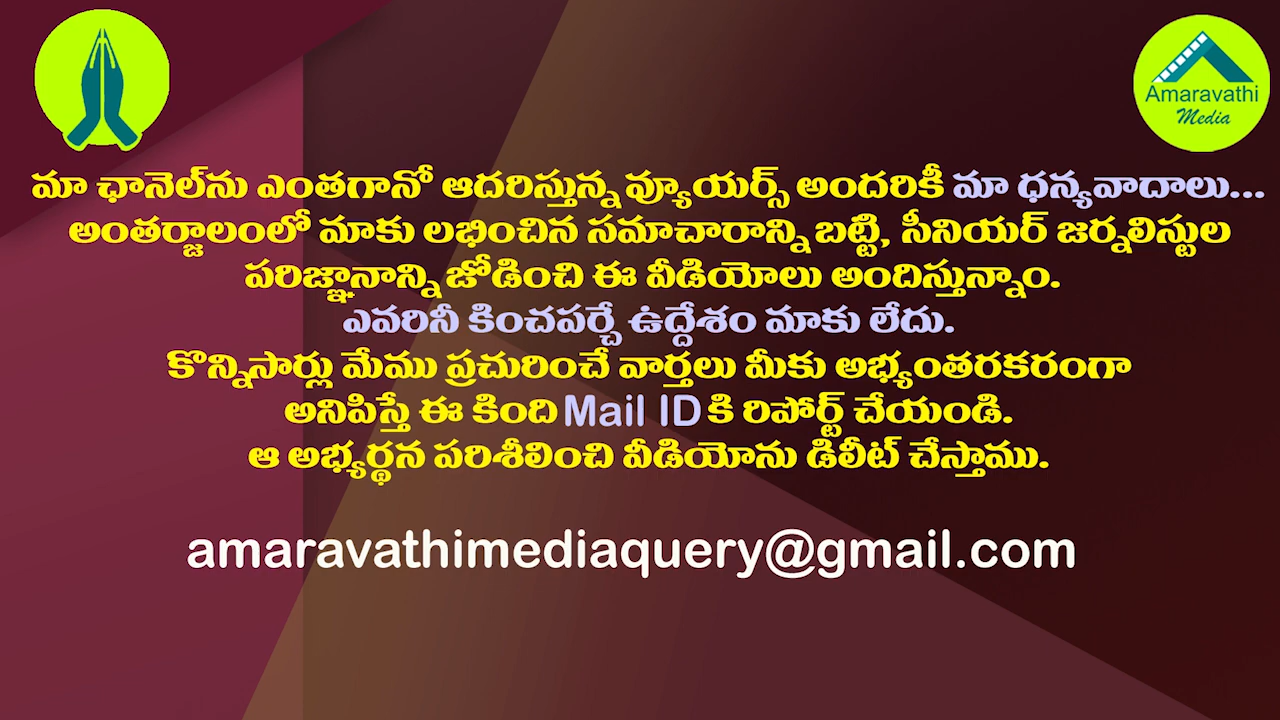 Amaravathi
Media
మా ఛానెల్‌ను ఎంతగానో ఆదరిస్తున్న వ్యూయర్స్ అందరికీ మా ధన్యవాదాలు...
అంతర్జాలంలో మాకు లభించిన సమాచారాన్ని బట్టి, సీనియర్ జర్నలిస్టుల
పరిజ్ఞానాన్ని జోడించి ఈ వీడియోలు అందిస్తున్నాం.
ఎవరినీ కించపర్చే ఉద్దేశం మాకు లేదు.
కొన్నిసార్లు మేము ప్రచురించే వార్తలు మీకు అభ్యంతరకరంగా
అనిపిస్తే ఈ కింది Mail ID కి రిపోర్ట్ చేయండి.
ఆ అభ్యర్థన పరిశీలించి వీడియోను డిలీట్ చేస్తాము.
amaravathimediaquery@gmail.com